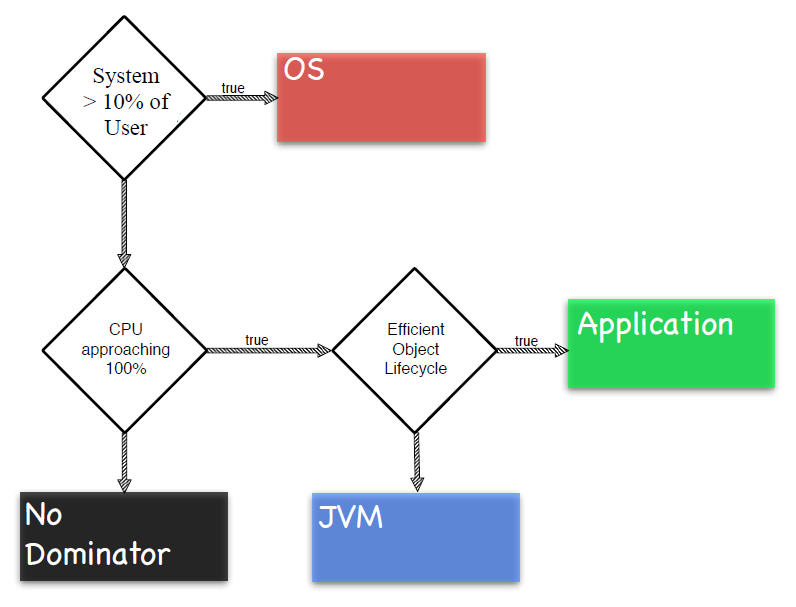 System
> 10% of
User
true
OS
CPU
approaching
100%
true
Efficient
Object
Lifecycle
true
Application
No
Dominator
JVM